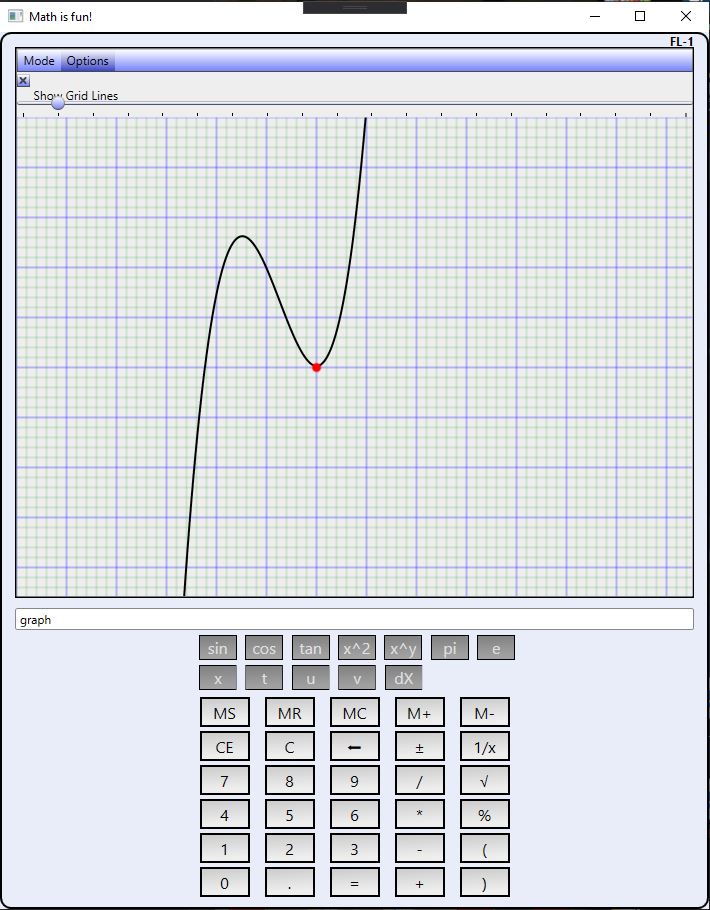 Math is fun!
FL-1
Mode Options
Show Grid Lines
graph
sin cos tan x^2 x^y pi e
x t u v dX
MS MR MC M+ M-
CE C ← ± 1/x
7 8 9 / √
4 5 6 * %
1 2 3 - (
0 . = + )